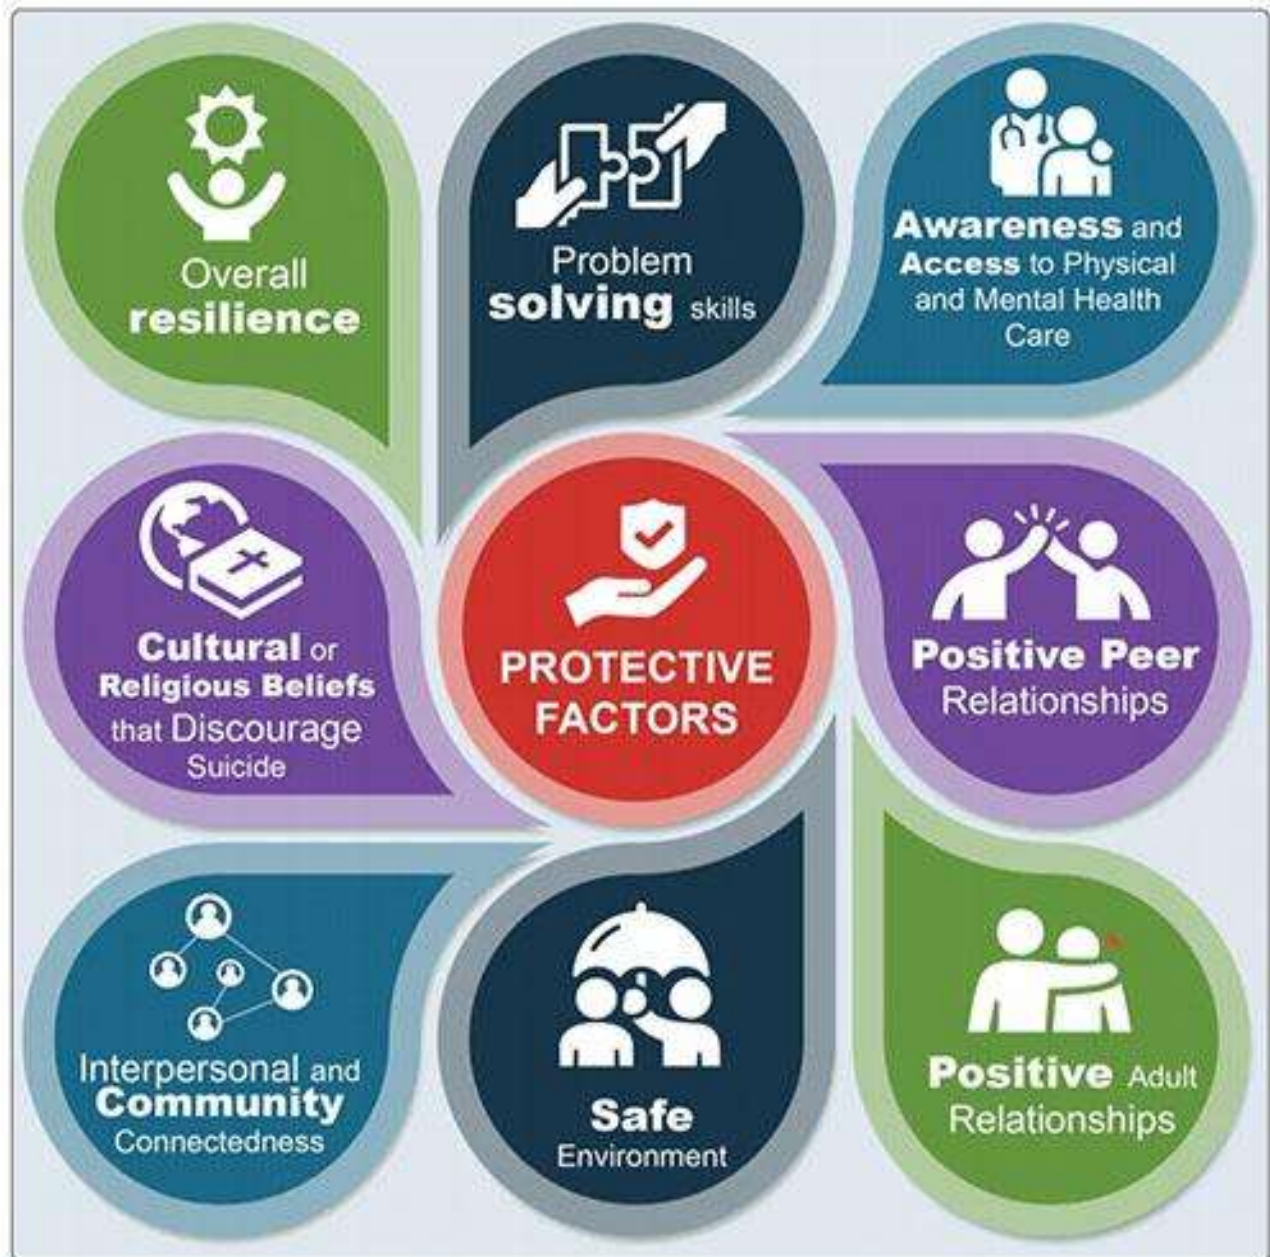 Overall
resilience
Problem
solving skills
Awareness and
Access to Physical
and Mental Health
Care
Cultural or
Religious Beliefs
that Discourage
Suicide
PROTECTIVE
FACTORS
Positive Peer
Relationships
Interpersonal and
Community
Connectedness
Safe
Environment
Positive Adult
Relationships